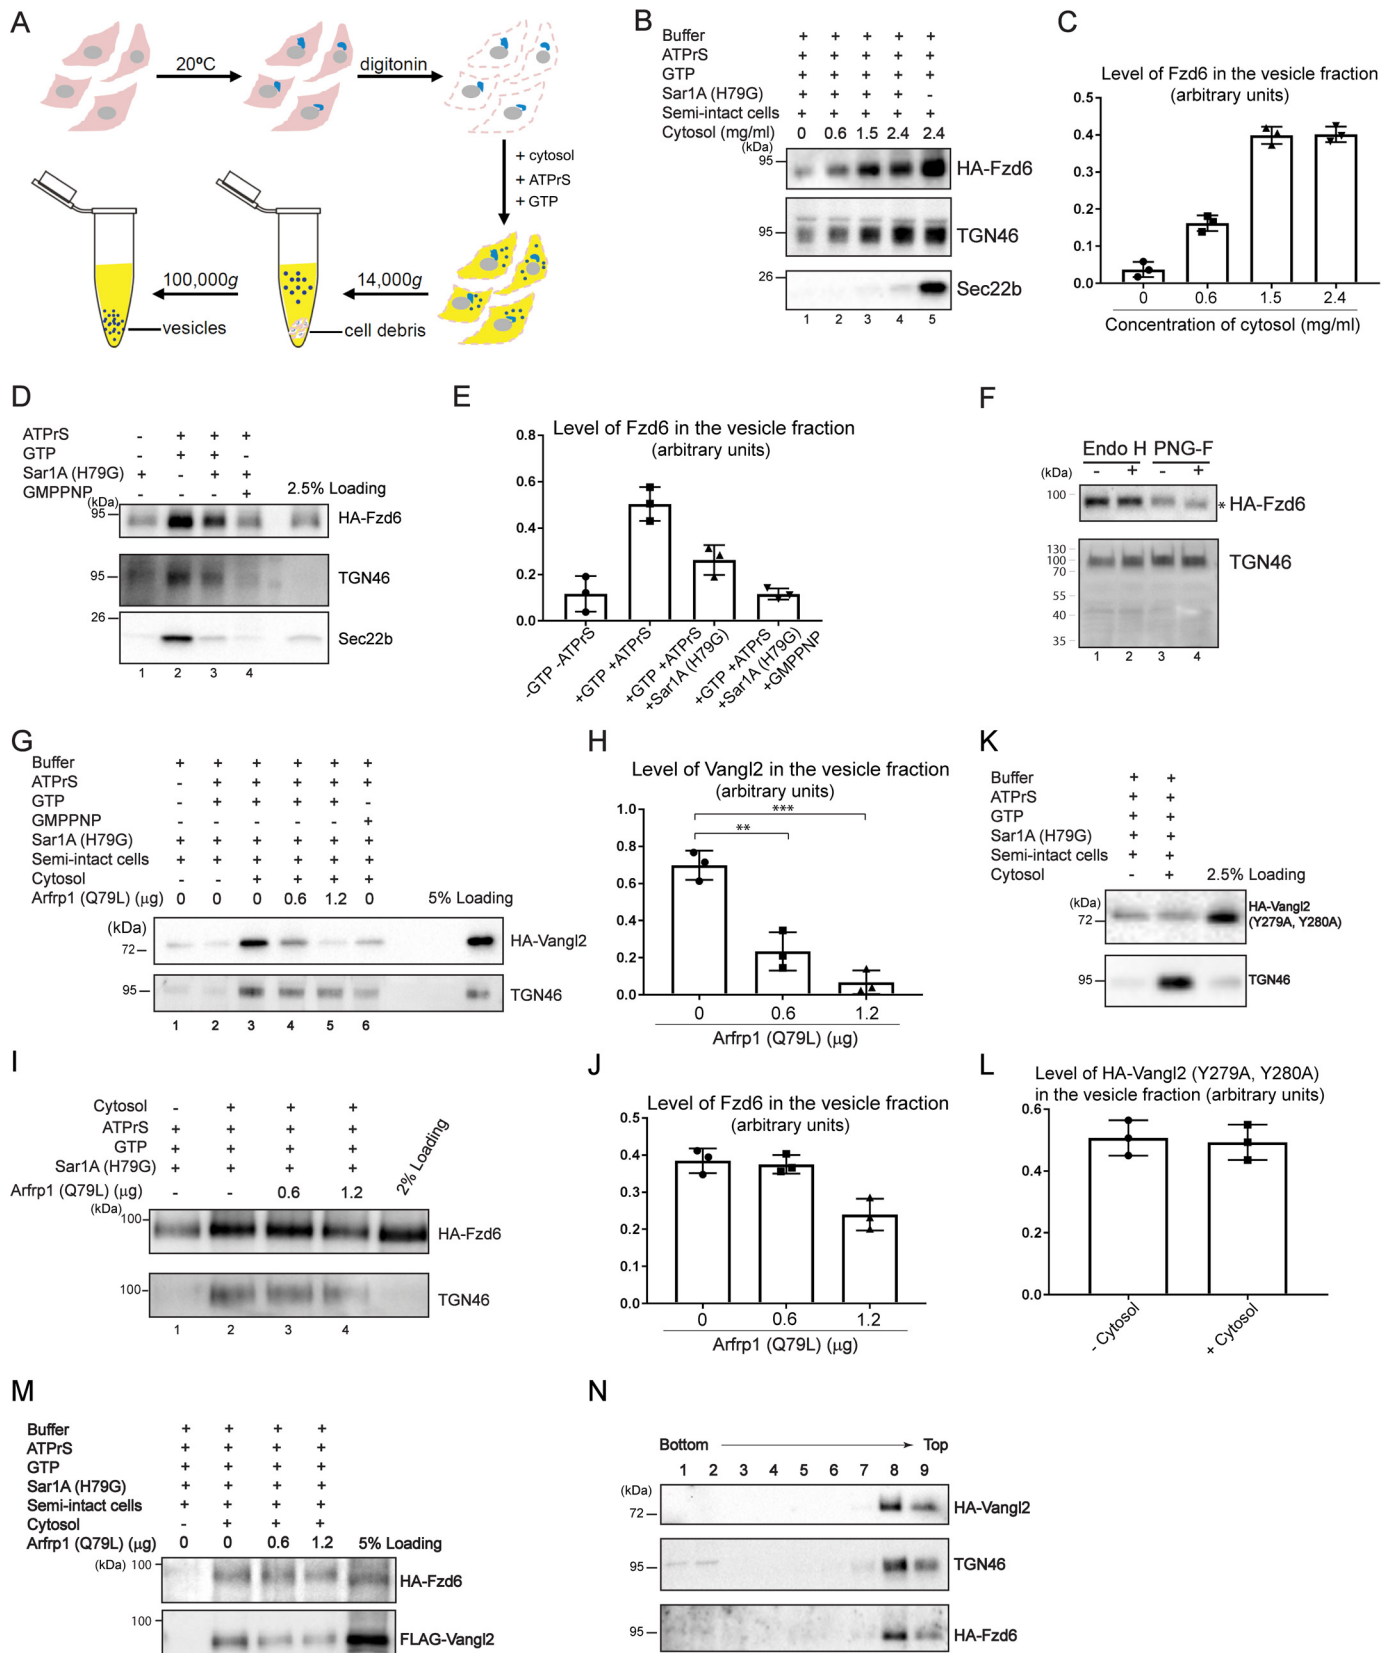 A
20ºC
digitonin
+ cytosol
+ ATPrS
+ GTP
14,000g
100,000g
cell debris
vesicles
B
Buffer + + + + +
ATPrS + + + + +
GTP + + + + +
Sar1A (H79G) + + + + -
Semi-intact cells + + + + +
Cytosol (mg/ml) 0 0.6 1.5 2.4 2.4
(kDa)
95 HA-Fzd6
95 TGN46
26 Sec22b
1 2 3 4 5
C
Level of Fzd6 in the vesicle fraction
(arbitrary units)
0.5
0.4
0.3
0.2
0.1
0.0
0 0.6 1.5 2.4
Concentration of cytosol (mg/ml)
D
ATPrS - + + +
GTP - + + -
Sar1A (H79G) + - + +
GMPPNP - - - +
2.5% Loading
(kDa)
95 HA-Fzd6
95 TGN46
26 Sec22b
1 2 3 4
E
Level of Fzd6 in the vesicle fraction
(arbitrary units)
0.8
0.6
0.4
0.2
0.0
-GTP -ATPrS
+GTP +ATPrS
+GTP +ATPrS
+Sar1A (H79G)
+GTP +ATPrS
+Sar1A (H79G)
+GMPPNP
F
Endo H PNG-F
(kDa) - + - +
100 * HA-Fzd6
130
100
70
55
40
35
TGN46
1 2 3 4
G
Buffer + + + + + +
ATPrS - + + + + +
GTP - + + + + -
GMPPNP - - - - - +
Sar1A (H79G) + + + + + +
Semi-intact cells + + + + + +
Cytosol - - + + + +
Arfrp1 (Q79L) (µg) 0 0 0 0.6 1.2 0 5% Loading
(kDa)
72 HA-Vangl2
95 TGN46
1 2 3 4 5 6
H
Level of Vangl2 in the vesicle fraction
(arbitrary units)
***
**
1.0
0.8
0.6
0.4
0.2
0.0
0 0.6 1.2
Arfrp1 (Q79L) (µg)
K
Buffer + +
ATPrS + +
GTP + +
Sar1A (H79G) + +
Semi-intact cells + +
Cytosol - + 2.5% Loading
(kDa)
72 HA-Vangl2
(Y279A, Y280A)
95 TGN46
I
Cytosol - + + +
ATPrS + + + +
GTP + + + +
Sar1A (H79G) + + + +
Arfrp1 (Q79L) (µg) - - 0.6 1.2
2% Loading
(kDa)
100 HA-Fzd6
100 TGN46
1 2 3 4
J
Level of Fzd6 in the vesicle fraction
(arbitrary units)
0.5
0.4
0.3
0.2
0.1
0.0
0 0.6 1.2
Arfrp1 (Q79L) (µg)
L
Level of HA-Vangl2 (Y279A, Y280A)
in the vesicle fraction (arbitrary units)
0.6
0.4
0.2
0.0
- Cytosol
+ Cytosol
M
Buffer + + + +
ATPrS + + + +
GTP + + + +
Sar1A (H79G) + + + +
Semi-intact cells + + + +
Cytosol - + + +
Arfrp1 (Q79L) (µg) 0 0 0.6 1.2 5% Loading
(kDa) 100
HA-Fzd6
100
FLAG-Vangl2
N
Bottom Top
1 2 3 4 5 6 7 8 9
(kDa)
72 HA-Vangl2
95 TGN46
95 HA-Fzd6